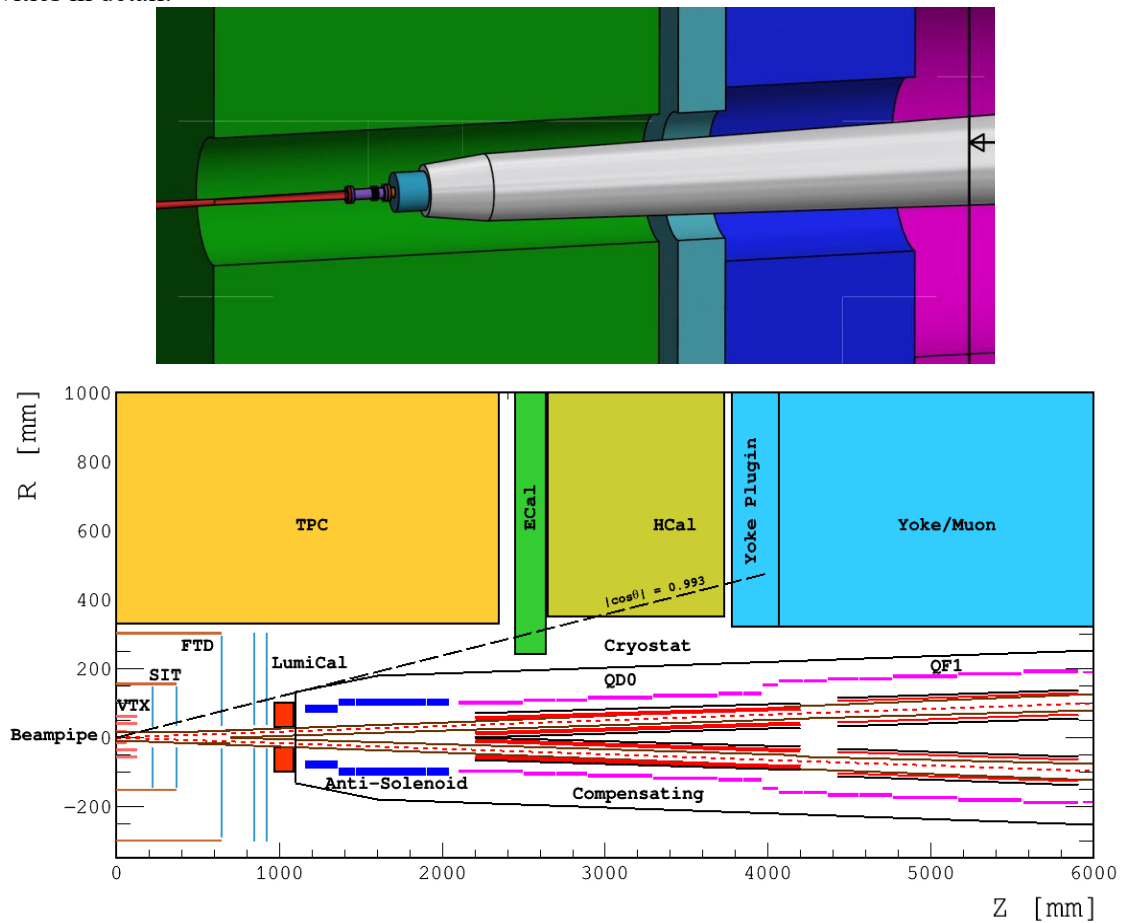 1000
800
600
400
200
0
−200
R [mm]
TPC
ECal
HCal
Yoke Plugin
Yoke/Muon
|cosθ| = 0.993
FTD
SIT
VTX
LumiCal
Cryostat
QD0
QF1
Beampipe
Anti-Solenoid
Compensating
0 1000 2000 3000 4000 5000 6000
Z [mm]